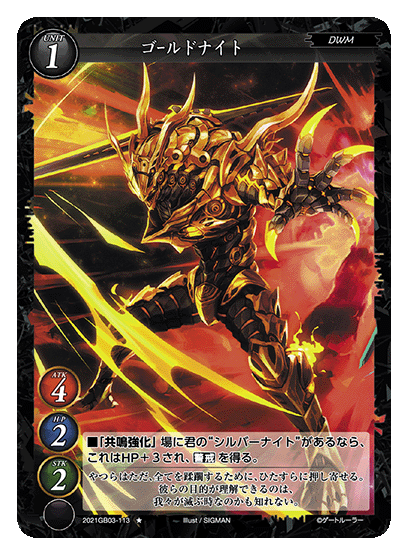 UNIT
1
ゴールドナイト
DWM
ATK
4
HP
2
STK
2
■「共鳴強化」場に君の“シルバーナイト”があるなら、
これはHP＋３され、警戒を得る。
やつらはただ、全てを蹂躙するために、ひたすらに押し寄せる。
彼らの目的が理解できるのは、
我々が滅ぶ時なのかも知れない。
2021GB03-113 ★ Illust / SIGMAN ©ゲートルーラー